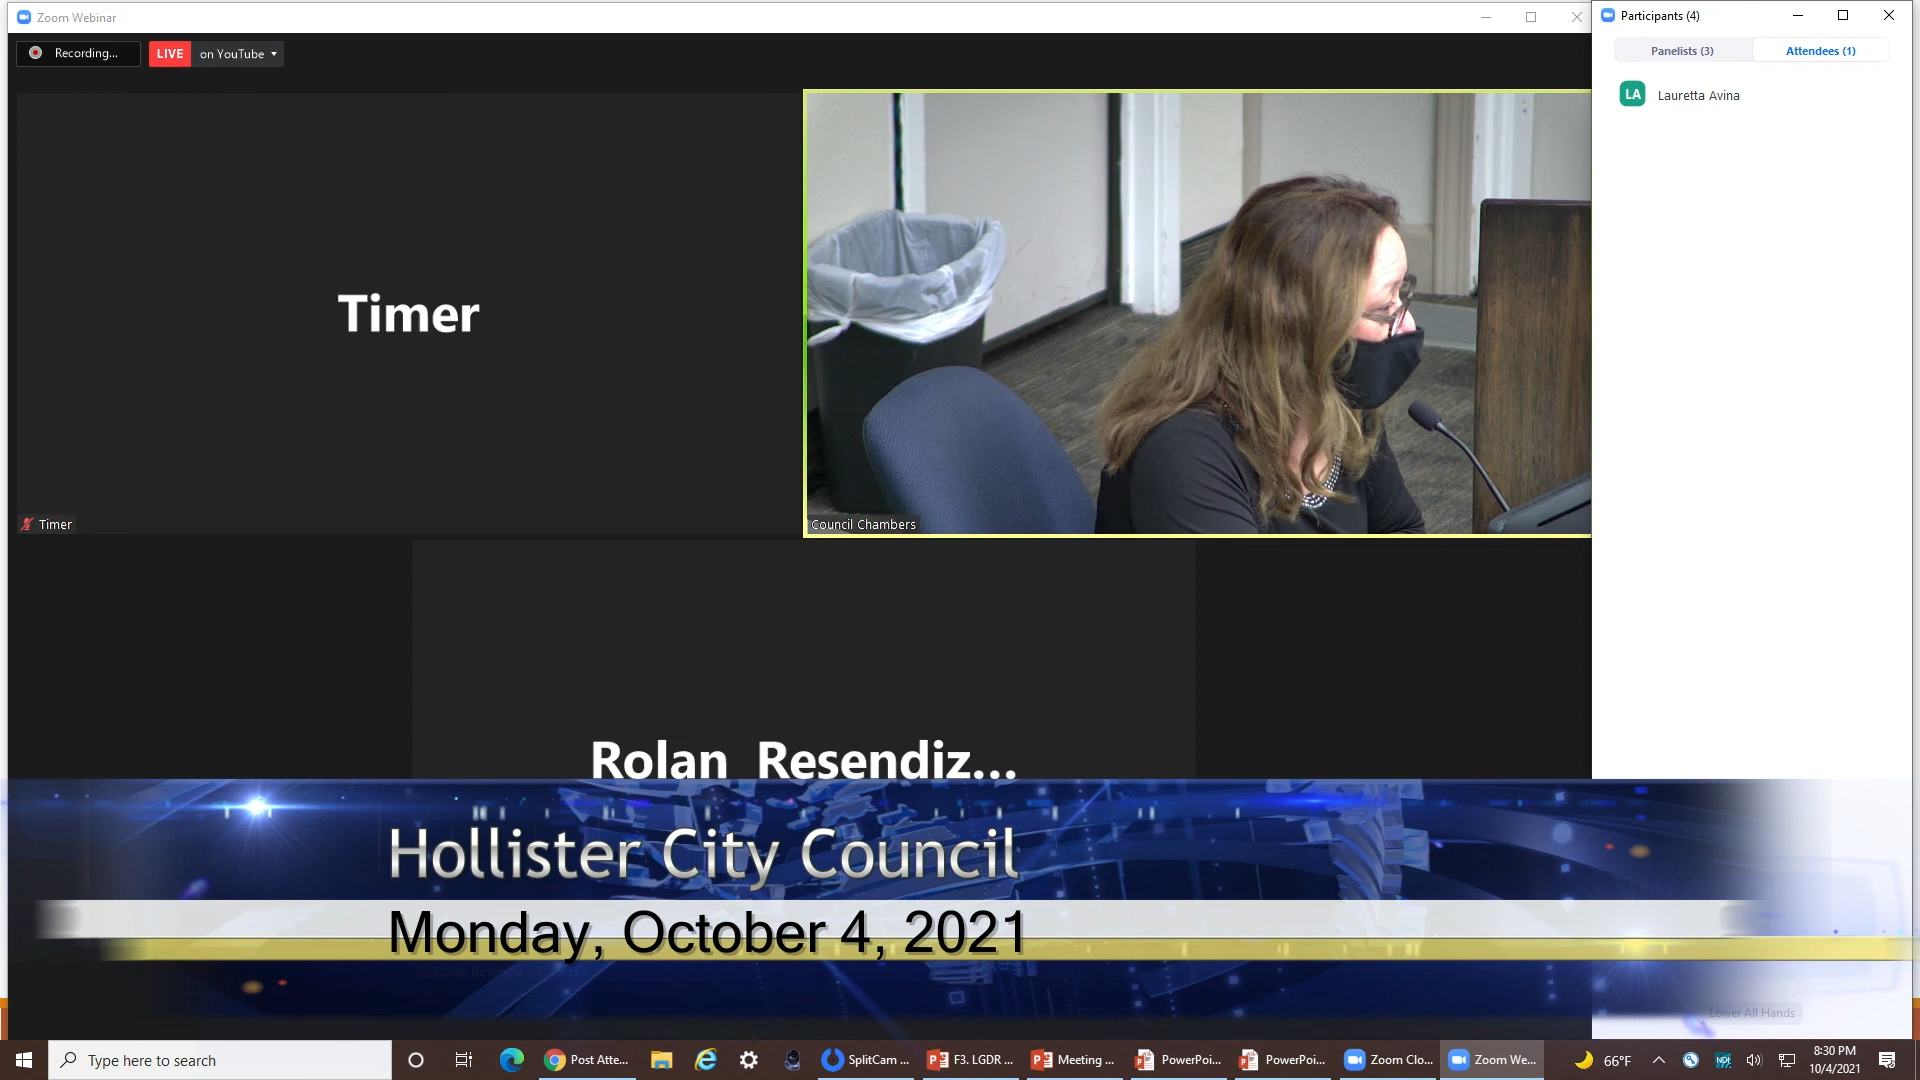 Zoom Webinar
Recording...
LIVE on YouTube
Participants (4)
Panelists (3)
Attendees (1)
LA Lauretta Avina
Timer
Timer
Council Chambers
Rolan Resendiz...
Hollister City Council
Monday, October 4, 2021
Lower All Hands
Type here to search
Post Atte...
SplitCam ...
F3. LGDR ...
Meeting ...
PowerPoi...
PowerPoi...
Zoom Clo...
Zoom We...
66°F
8:30 PM
10/4/2021